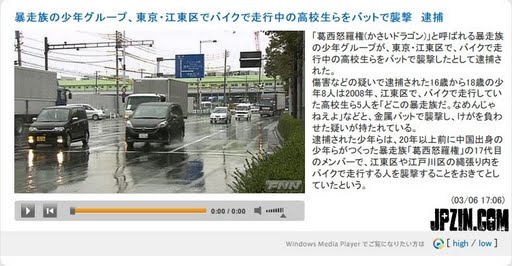 暴走族の少年グループ、東京・江東区でバイクで走行中の高校生らをバットで襲撃　逮捕
「葛西怒羅権(かさいドラゴン)」と呼ばれる暴走族
の少年グループが、東京・江東区で、バイクで走
行中の高校生らをバットで襲撃したとして逮捕さ
れた。
傷害などの疑いで逮捕された16歳から18歳の少
年8人は2008年、江東区で、バイクで走行してい
た高校生ら5人を「どこの暴走族だ。なめんじゃ
ねえよ」などと、金属バットで襲撃し、けがを負わ
せた疑いが持たれている。
逮捕された少年らは、20年以上前に中国出身の
少年らがつくった暴走族「葛西怒羅権」の17代目
のメンバーで、江東区や江戸川区の縄張り内を
バイクで走行する人を襲撃することをおきてとし
ていたという。
(03/06 17:06)
FNN
0:00 / 0:00
JPZIN.COM
Windows Media Player でご覧になりたい方は
[ high / low ]